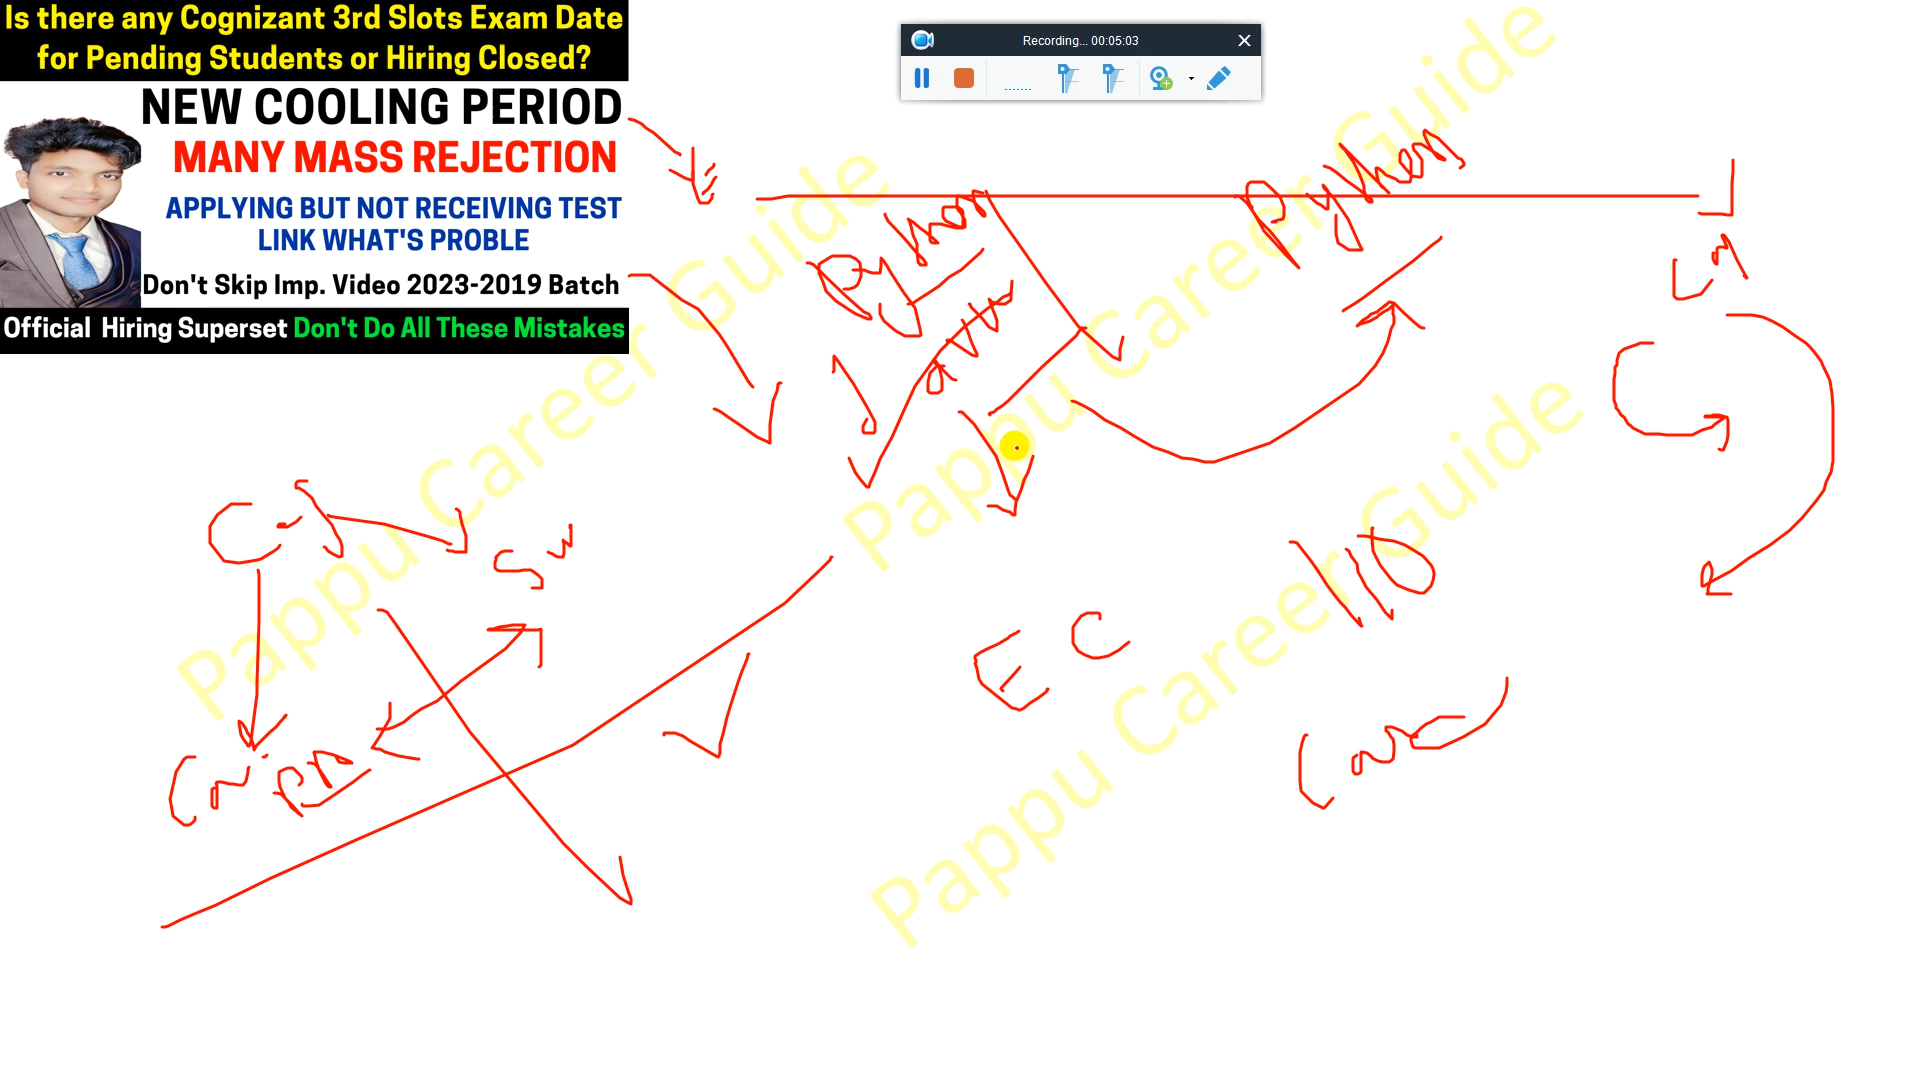 Is there any Cognizant 3rd Slots Exam Date
for Pending Students or Hiring Closed?
NEW COOLING PERIOD
MANY MASS REJECTION
APPLYING BUT NOT RECEIVING TEST
LINK WHAT'S PROBLE
Don't Skip Imp. Video 2023-2019 Batch
Official Hiring Superset Don't Do All These Mistakes
Recording... 00:05:03
Pappu Career Guide
Pappu Career Guide
Pappu Career Guide
Python
Python
EC